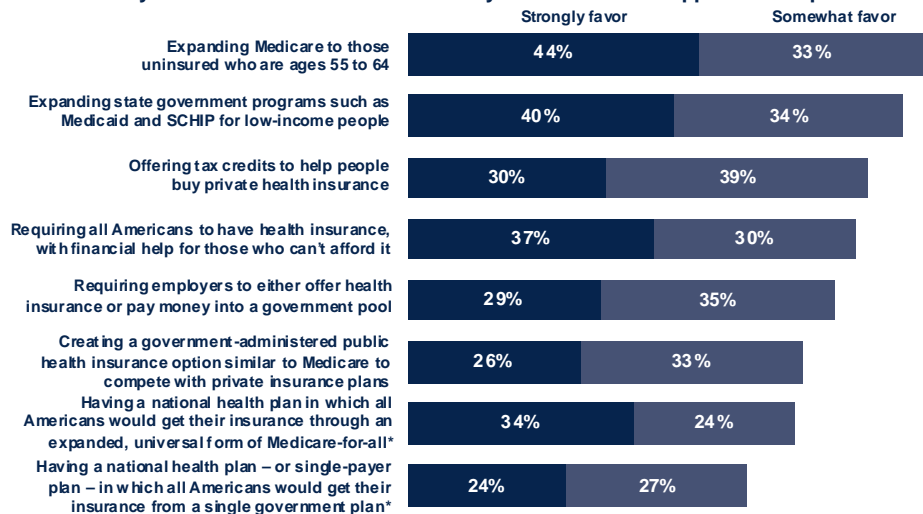 Strongly favor Somewhat favor
Expanding Medicare to those
uninsured who are ages 55 to 64
44% 33%
Expanding state government programs such as
Medicaid and SCHIP for low-income people
40% 34%
Offering tax credits to help people
buy private health insurance
30% 39%
Requiring all Americans to have health insurance,
with financial help for those who can't afford it
37% 30%
Requiring employers to either offer health
insurance or pay money into a government pool
29% 35%
Creating a government-administered public
health insurance option similar to Medicare to
compete with private insurance plans
26% 33%
Having a national health plan in which all
Americans would get their insurance through an
expanded, universal form of Medicare-for-all*
34% 24%
Having a national health plan – or single-payer
plan – in which all Americans would get their
insurance from a single government plan*
24% 27%